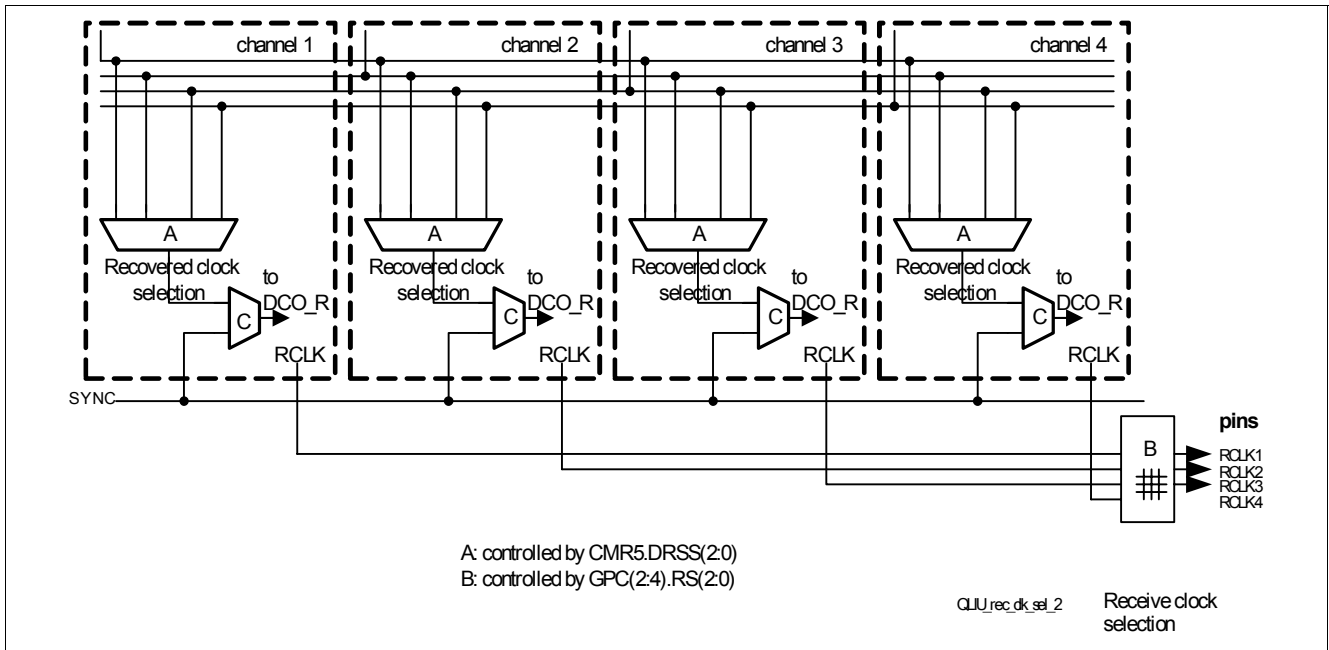 channel 1
channel 2
channel 3
channel 4
A
A
A
A
Recovered clock
selection
Recovered clock
selection
Recovered clock
selection
Recovered clock
selection
to
DCO_R
to
DCO_R
to
DCO_R
to
DCO_R
C
C
C
C
RCLK
RCLK
RCLK
RCLK
SYNC
pins
B
RCLK1
RCLK2
RCLK3
RCLK4
A: controlled by CMR5.DRSS(2:0)
B: controlled by GPC(2:4).RS(2:0)
QLIU_rec_clk_sel_2
Receive clock
selection